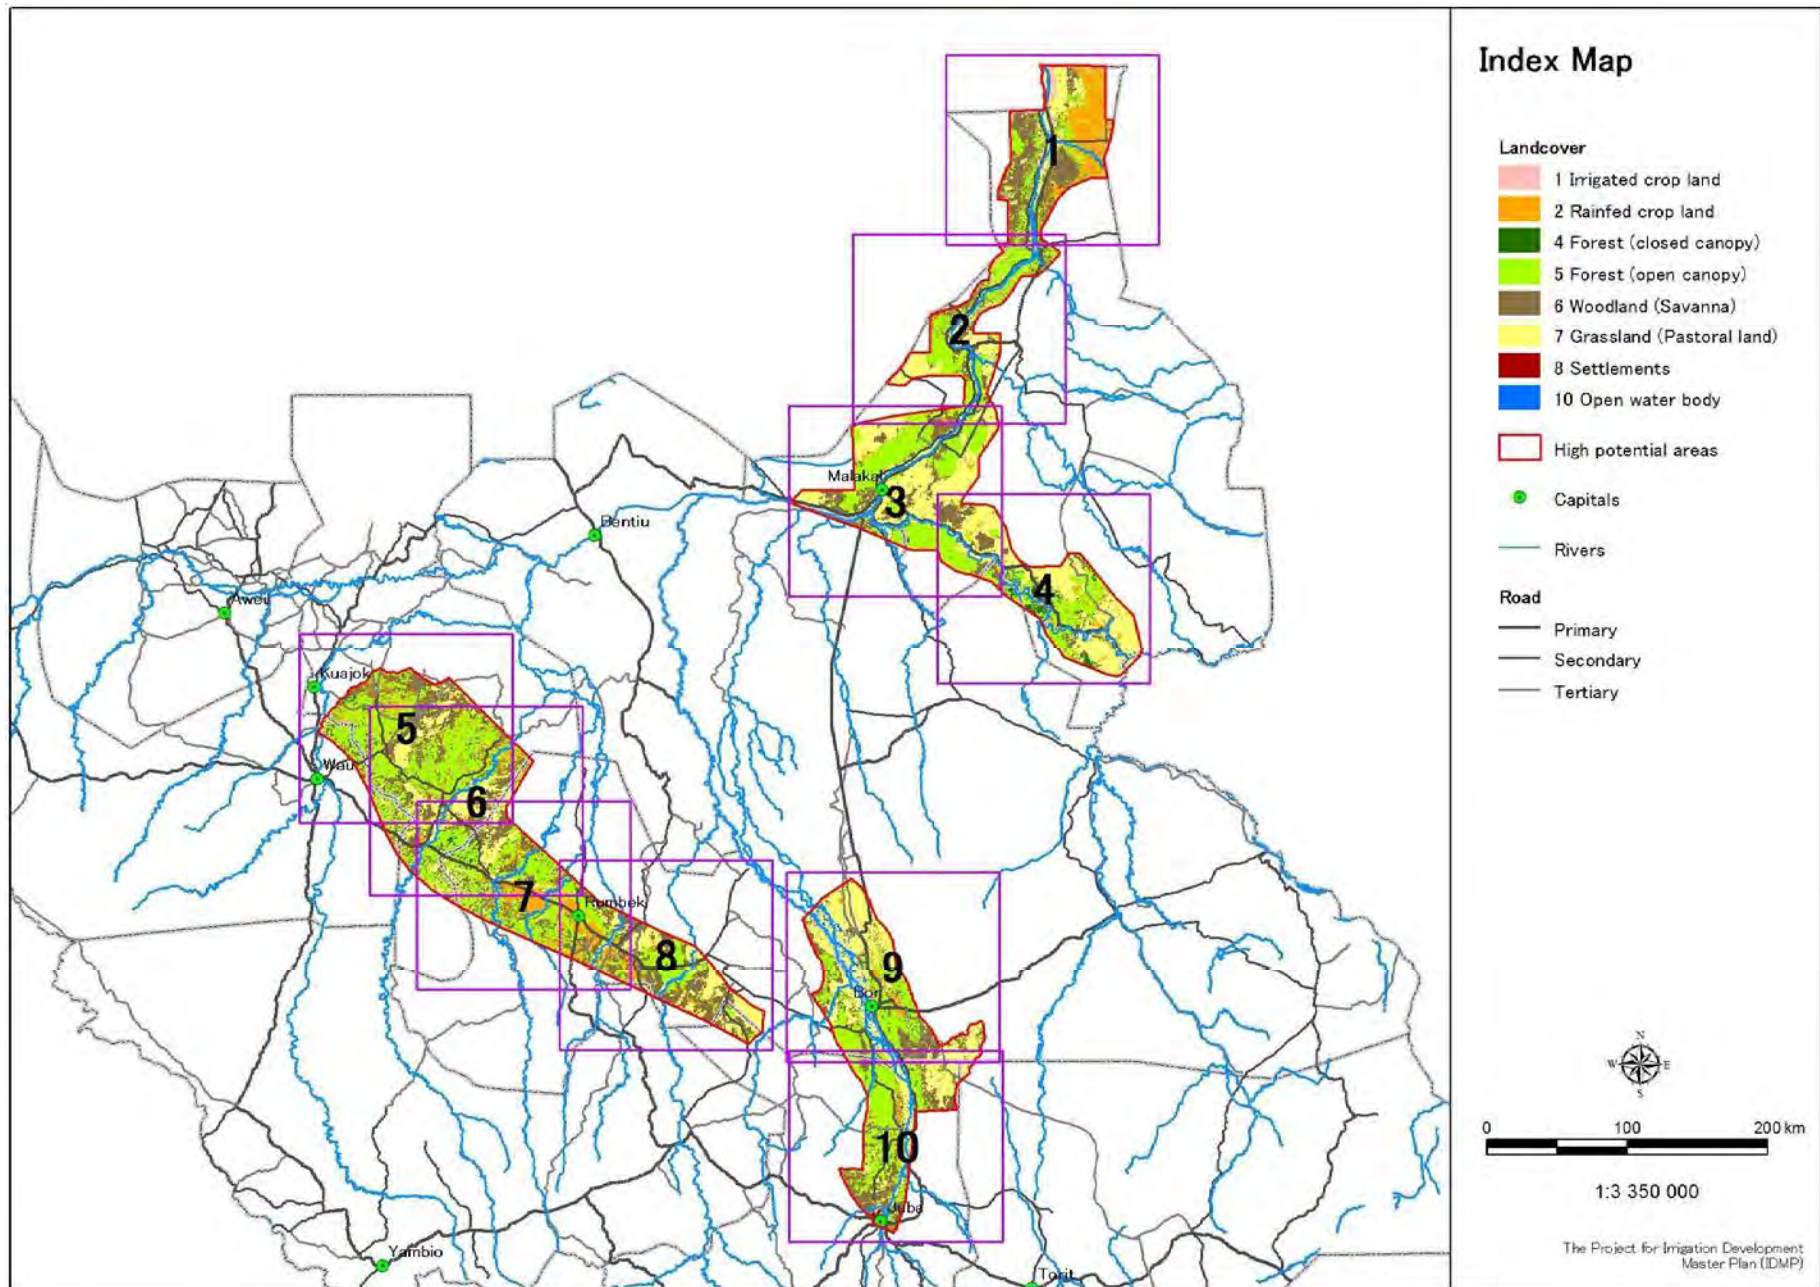 Index Map
Landcover
1 Irrigated crop land
2 Rainfed crop land
4 Forest (closed canopy)
5 Forest (open canopy)
6 Woodland (Savanna)
7 Grassland (Pastoral land)
8 Settlements
10 Open water body
High potential areas
Capitals
Rivers
Road
Primary
Secondary
Tertiary
N
W E
S
0 100 200 km
1:3 350 000
The Project for Irrigation Development
Master Plan (IDMP)
1
2
Malakal
3
Bentiu
4
Aweil
Kuajok
5
Wau
6
7
Rumbek
8
9
Bor
10
Juba
Yambio
Torit